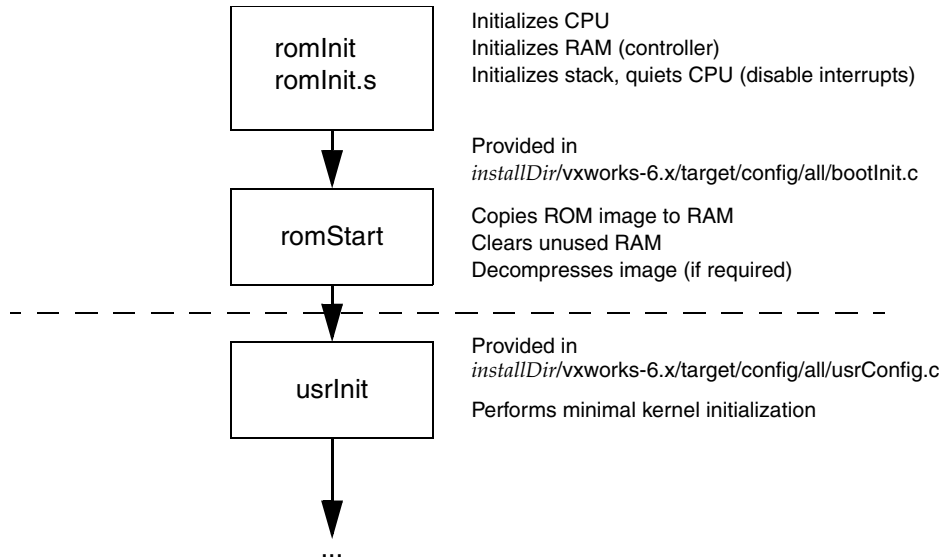 romInit
romInit.s
Initializes CPU
Initializes RAM (controller)
Initializes stack, quiets CPU (disable interrupts)
Provided in
installDir/vxworks-6.x/target/config/all/bootInit.c
romStart
Copies ROM image to RAM
Clears unused RAM
Decompresses image (if required)
Provided in
installDir/vxworks-6.x/target/config/all/usrConfig.c
usrInit
Performs minimal kernel initialization
...